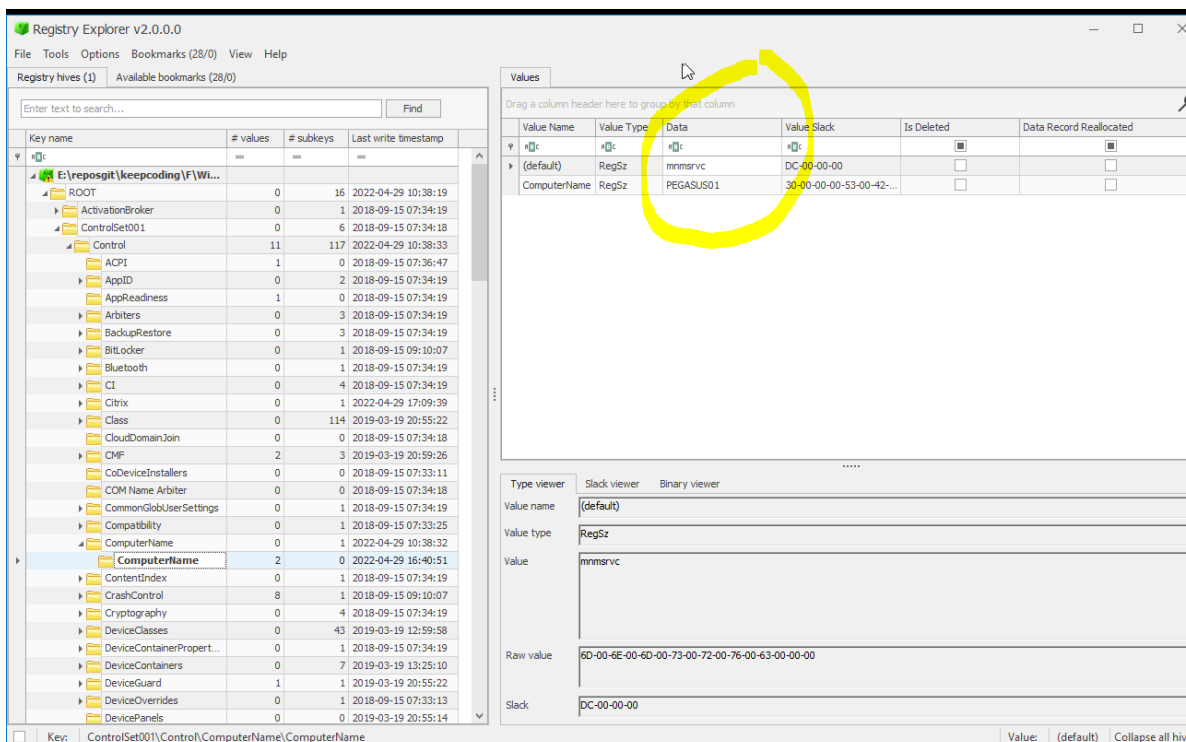 Registry Explorer v2.0.0.0
File Tools Options Bookmarks (28/0) View Help
Registry hives (1) Available bookmarks (28/0)
Enter text to search... Find
Key name # values # subkeys Last write timestamp
E:\reposgit\keepcoding\F\Wi...
ROOT 0 16 2022-04-29 10:38:19
ActivationBroker 0 1 2018-09-15 07:34:19
ControlSet001 0 6 2018-09-15 07:34:18
Control 11 117 2022-04-29 10:38:33
ACPI 1 0 2018-09-15 07:36:47
AppID 0 2 2018-09-15 07:34:19
AppReadiness 1 0 2018-09-15 07:34:19
Arbiters 0 3 2018-09-15 07:34:19
BackupRestore 0 3 2018-09-15 07:34:19
BitLocker 0 1 2018-09-15 09:10:07
Bluetooth 0 1 2018-09-15 07:34:19
CI 0 4 2018-09-15 07:34:19
Citrix 0 1 2022-04-29 17:09:39
Class 0 114 2019-03-19 20:55:22
CloudDomainJoin 0 0 2018-09-15 07:34:18
CMF 2 3 2019-03-19 20:59:26
CoDeviceInstallers 0 0 2018-09-15 07:33:11
COM Name Arbiter 0 0 2018-09-15 07:34:18
CommonGlobUserSettings 0 1 2018-09-15 07:34:19
Compatibility 0 1 2018-09-15 07:33:25
ComputerName 0 1 2022-04-29 10:38:32
ComputerName 2 0 2022-04-29 16:40:51
ContentIndex 0 1 2018-09-15 07:34:19
CrashControl 8 1 2018-09-15 09:10:07
Cryptography 0 4 2018-09-15 07:34:19
DeviceClasses 0 43 2019-03-19 12:59:58
DeviceContainerPropert... 0 1 2018-09-15 07:34:19
DeviceContainers 0 7 2019-03-19 13:25:10
DeviceGuard 1 1 2019-03-19 20:55:22
DeviceOverrides 0 1 2018-09-15 07:33:13
DevicePanels 0 0 2019-03-19 20:55:14
Key: ControlSet001\Control\ComputerName\ComputerName
Values
Drag a column header here to group by that column
Value Name Value Type Data Value Slack Is Deleted Data Record Reallocated
(default) RegSz mnmsrvc DC-00-00-00
ComputerName RegSz PEGASUS01 30-00-00-00-53-00-42-...
Type viewer Slack viewer Binary viewer
Value name (default)
Value type RegSz
Value mnmsrvc
Raw value 6D-00-6E-00-6D-00-73-00-72-00-76-00-63-00-00-00
Slack DC-00-00-00
Value: (default) Collapse all hiv